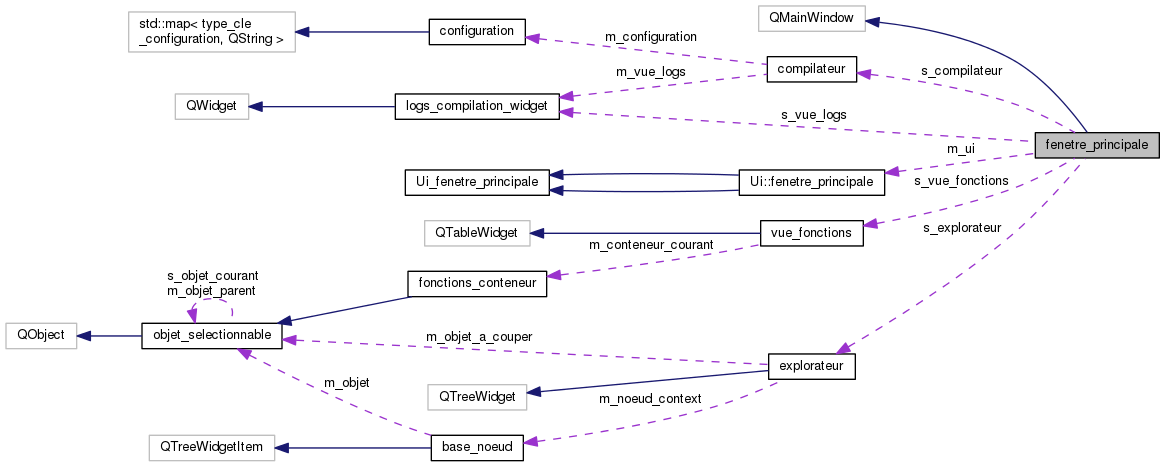 std::map< type_cle
_configuration, QString >
configuration
m_configuration
QMainWindow
compilateur
s_compilateur
m_vue_logs
QWidget
logs_compilation_widget
s_vue_logs
fenetre_principale
m_ui
Ui_fenetre_principale
Ui::fenetre_principale
s_vue_fonctions
QTableWidget
vue_fonctions
s_explorateur
m_conteneur_courant
fonctions_conteneur
s_objet_courant
m_objet_parent
QObject
objet_selectionnable
m_objet_a_couper
explorateur
m_objet
QTreeWidget
m_noeud_context
QTreeWidgetItem
base_noeud